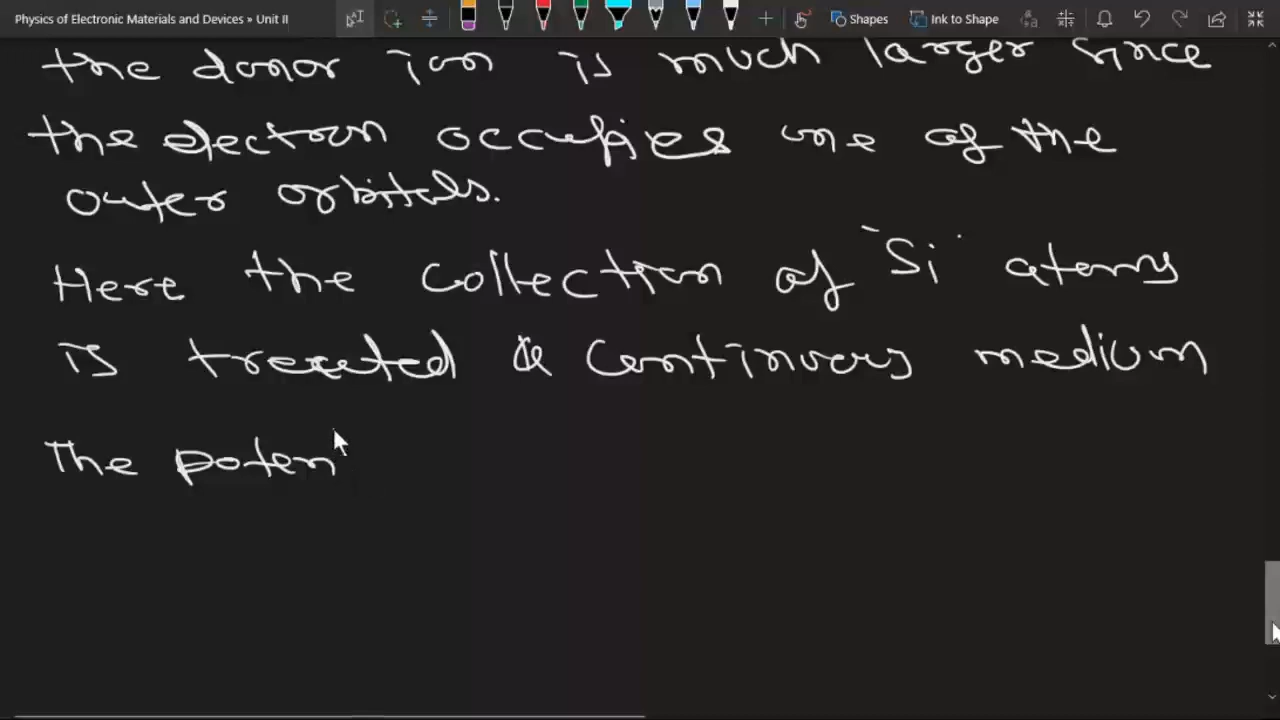 Physics of Electronic Materials and Devices » Unit II
Shapes
Ink to Shape
the donor ion is much larger since
the electron occupies one of the
outer orbitals.
Here the collection of "Si" atoms
is treated a continuous medium
The poten